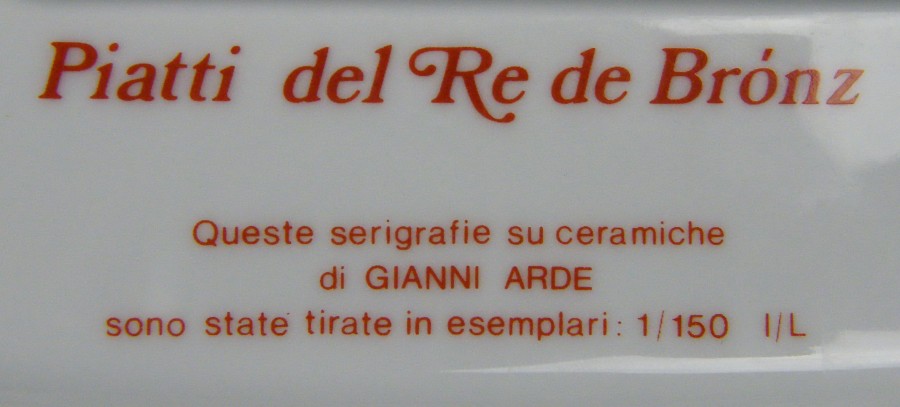 Piatti del Re de Brónz
Queste serigrafie su ceramiche
di GIANNI ARDE
sono state tirate in esemplari: 1/150 I/L